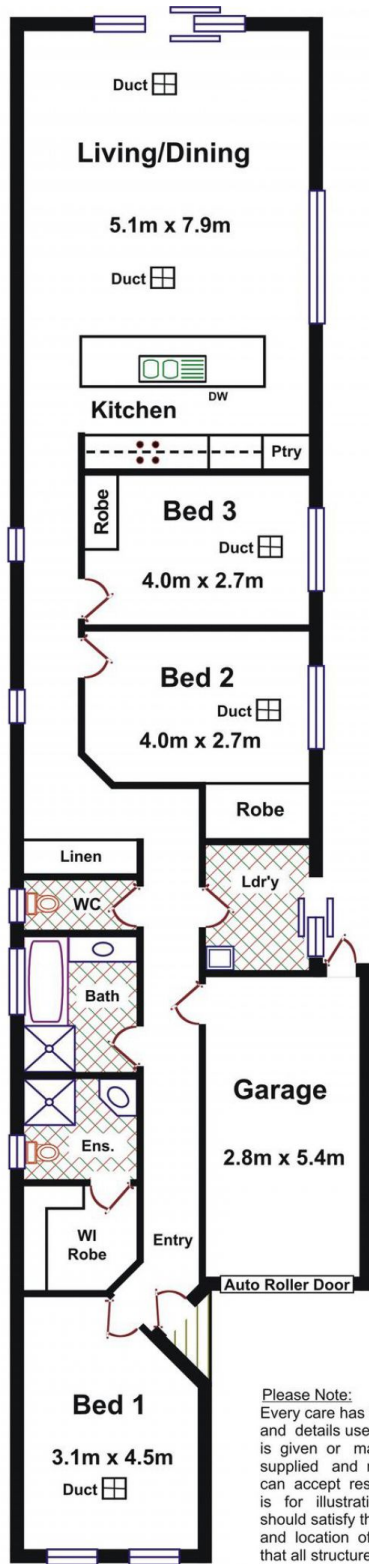 Duct
Living/Dining
5.1m x 7.9m
Duct
DW
Kitchen
Ptry
Robe
Bed 3
Duct
4.0m x 2.7m
Bed 2
Duct
4.0m x 2.7m
Robe
Linen
Ldr'y
WC
Bath
Garage
Ens.
2.8m x 5.4m
WI
Robe
Entry
Auto Roller Door
Bed 1
3.1m x 4.5m
Duct
Please Note:
Every care has
and details use
is given or ma
supplied and
can accept res
is for illustrati
should satisfy th
and location of
that all structure